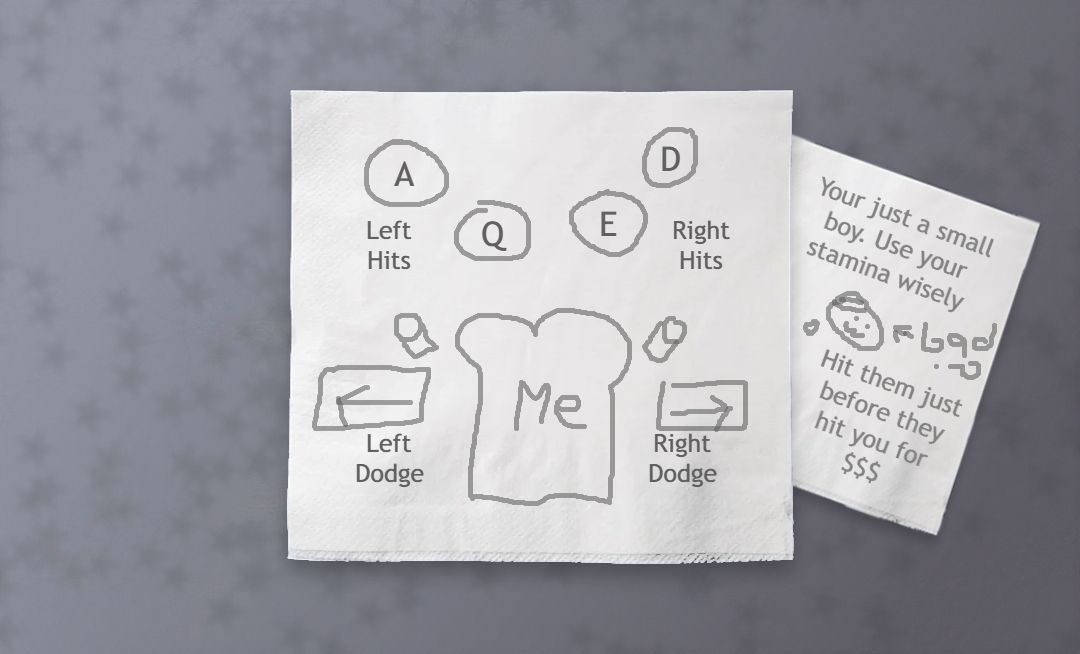 A
D
Q
E
Left
Hits
Right
Hits
Me
Left
Dodge
Right
Dodge
Your just a small
boy. Use your
stamina wisely
= bad
Hit them just
before they
hit you for
$$$